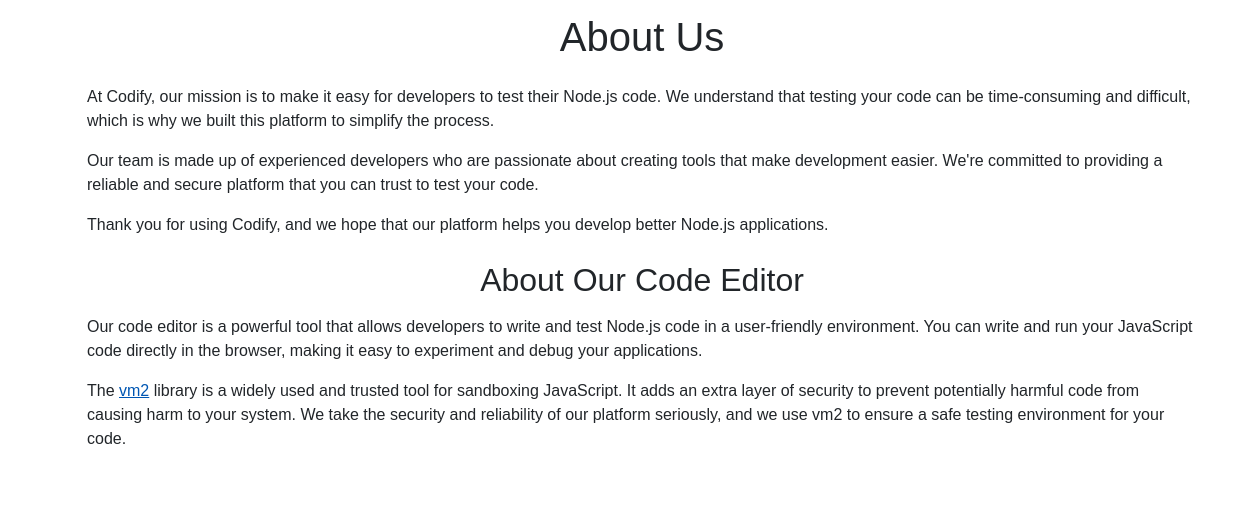 About Us
At Codify, our mission is to make it easy for developers to test their Node.js code. We understand that testing your code can be time-consuming and difficult,
which is why we built this platform to simplify the process.
Our team is made up of experienced developers who are passionate about creating tools that make development easier. We're committed to providing a
reliable and secure platform that you can trust to test your code.
Thank you for using Codify, and we hope that our platform helps you develop better Node.js applications.
About Our Code Editor
Our code editor is a powerful tool that allows developers to write and test Node.js code in a user-friendly environment. You can write and run your JavaScript
code directly in the browser, making it easy to experiment and debug your applications.
The vm2 library is a widely used and trusted tool for sandboxing JavaScript. It adds an extra layer of security to prevent potentially harmful code from
causing harm to your system. We take the security and reliability of our platform seriously, and we use vm2 to ensure a safe testing environment for your
code.